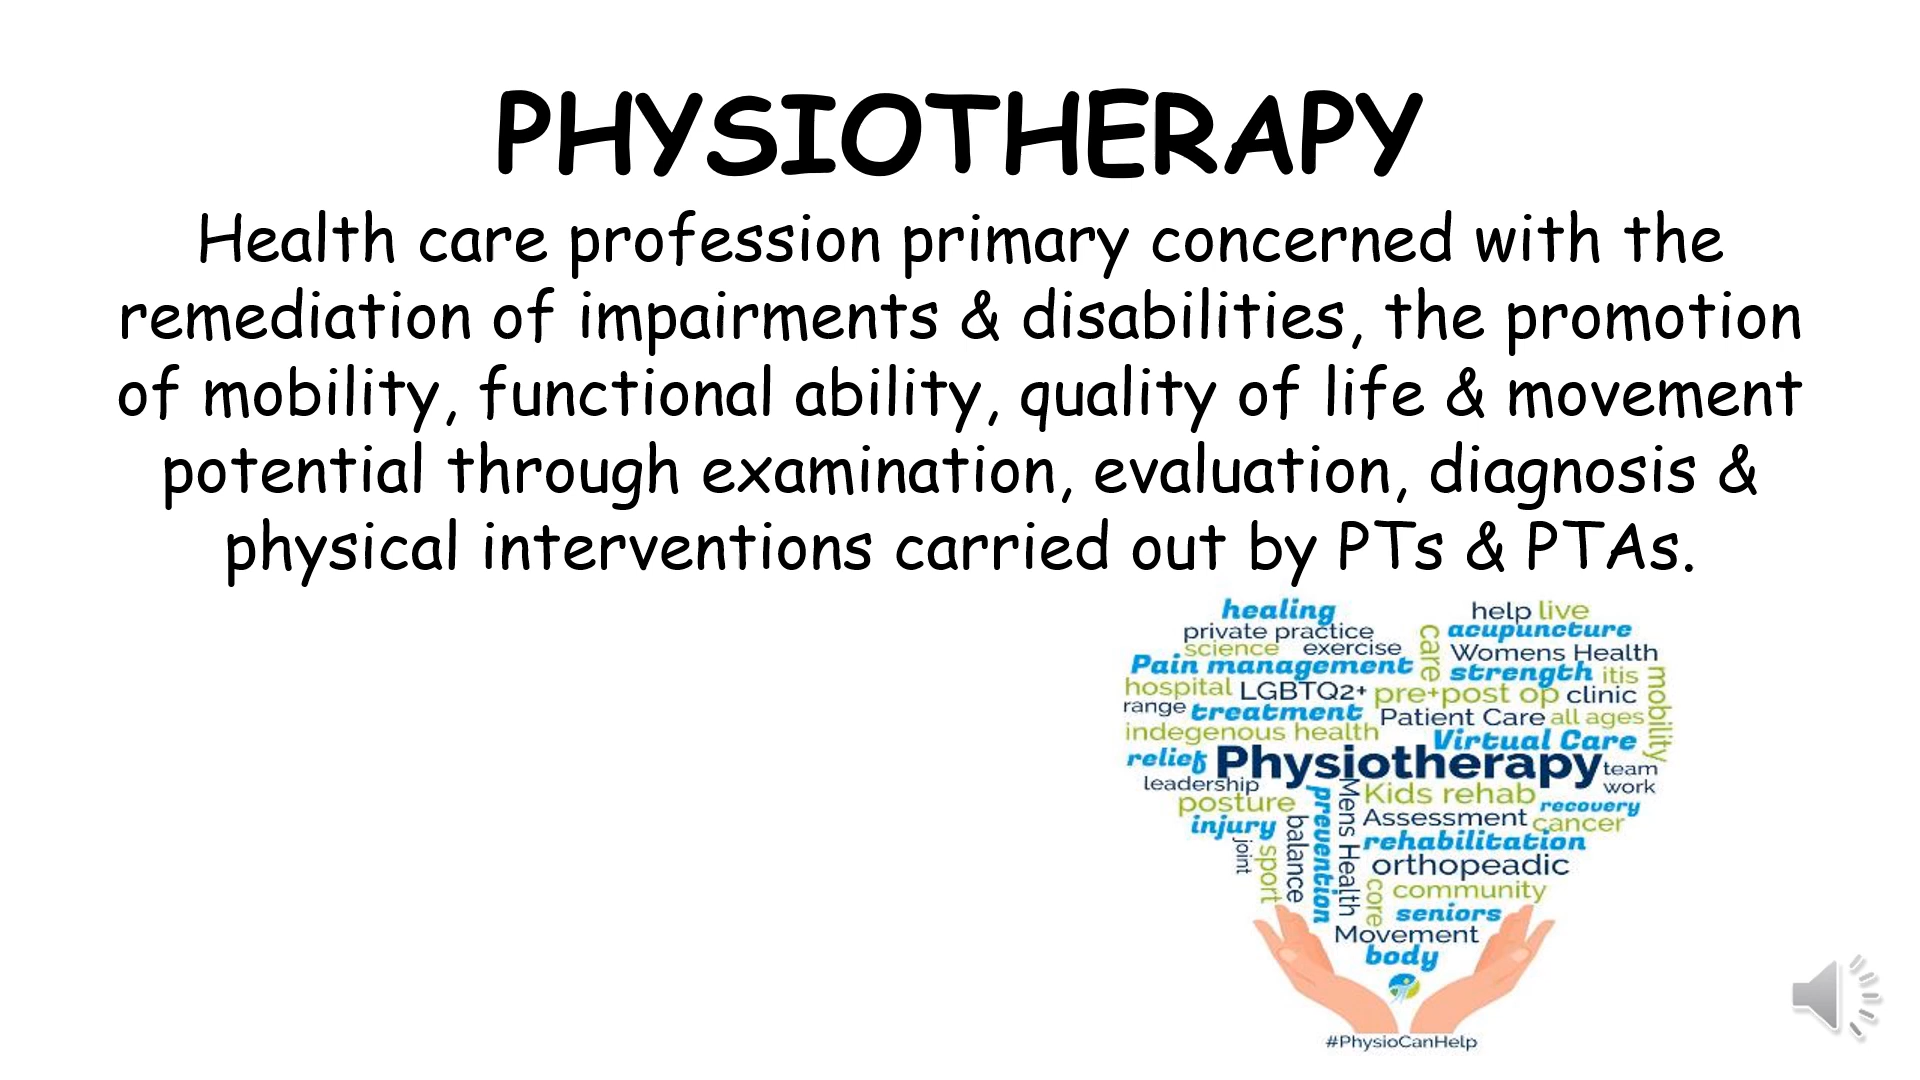 PHYSIOTHERAPY
Health care profession primary concerned with the
remediation of impairments & disabilities, the promotion
of mobility, functional ability, quality of life & movement
potential through examination, evaluation, diagnosis &
physical interventions carried out by PTs & PTAs.
healing
help live
private practice
care
acupuncture
science exercise
Womens Health
Pain management
strength itis
mobility
hospital LGBTQ2+ pre+post op clinic
range treatment Patient Care all ages
indegenous health
Virtual Care
relief Physiotherapy team
leadership
work
posture
prevention
Mens Health
Kids rehab recovery
injury
balance
Assessment cancer
joint
sport
rehabilitation
orthopeadic
core
community
seniors
Movement
body
#PhysioCanHelp